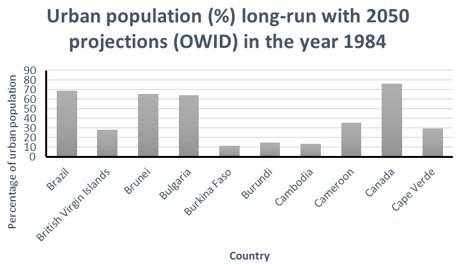 Urban population (%) long-run with 2050
projections (OWID) in the year 1984
Percentage of urban population
90
80
70
60
50
40
30
20
10
0
Brazil
British Virgin Islands
Brunei
Bulgaria
Burkina Faso
Burundi
Cambodia
Cameroon
Canada
Cape Verde
Country